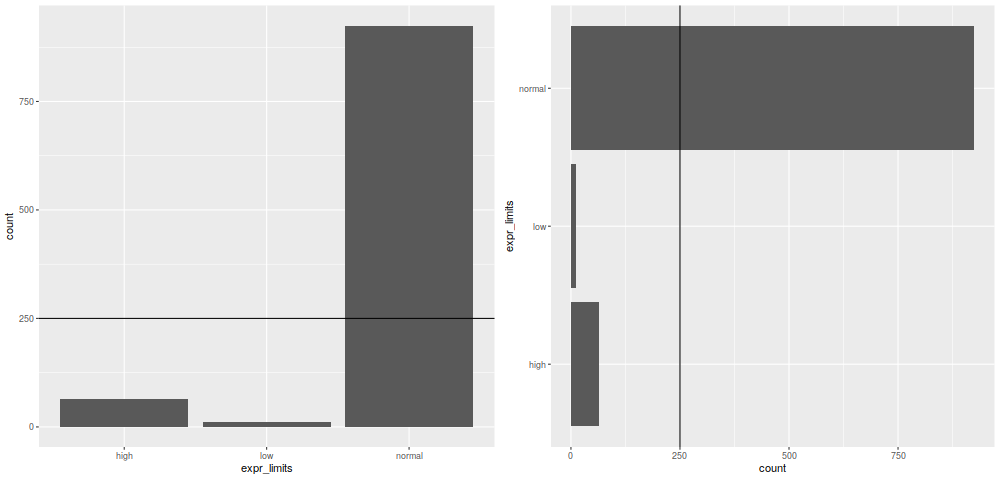 count
750
500
250
0
high
low
normal
expr_limits
expr_limits
normal
low
high
0
250
500
750
count